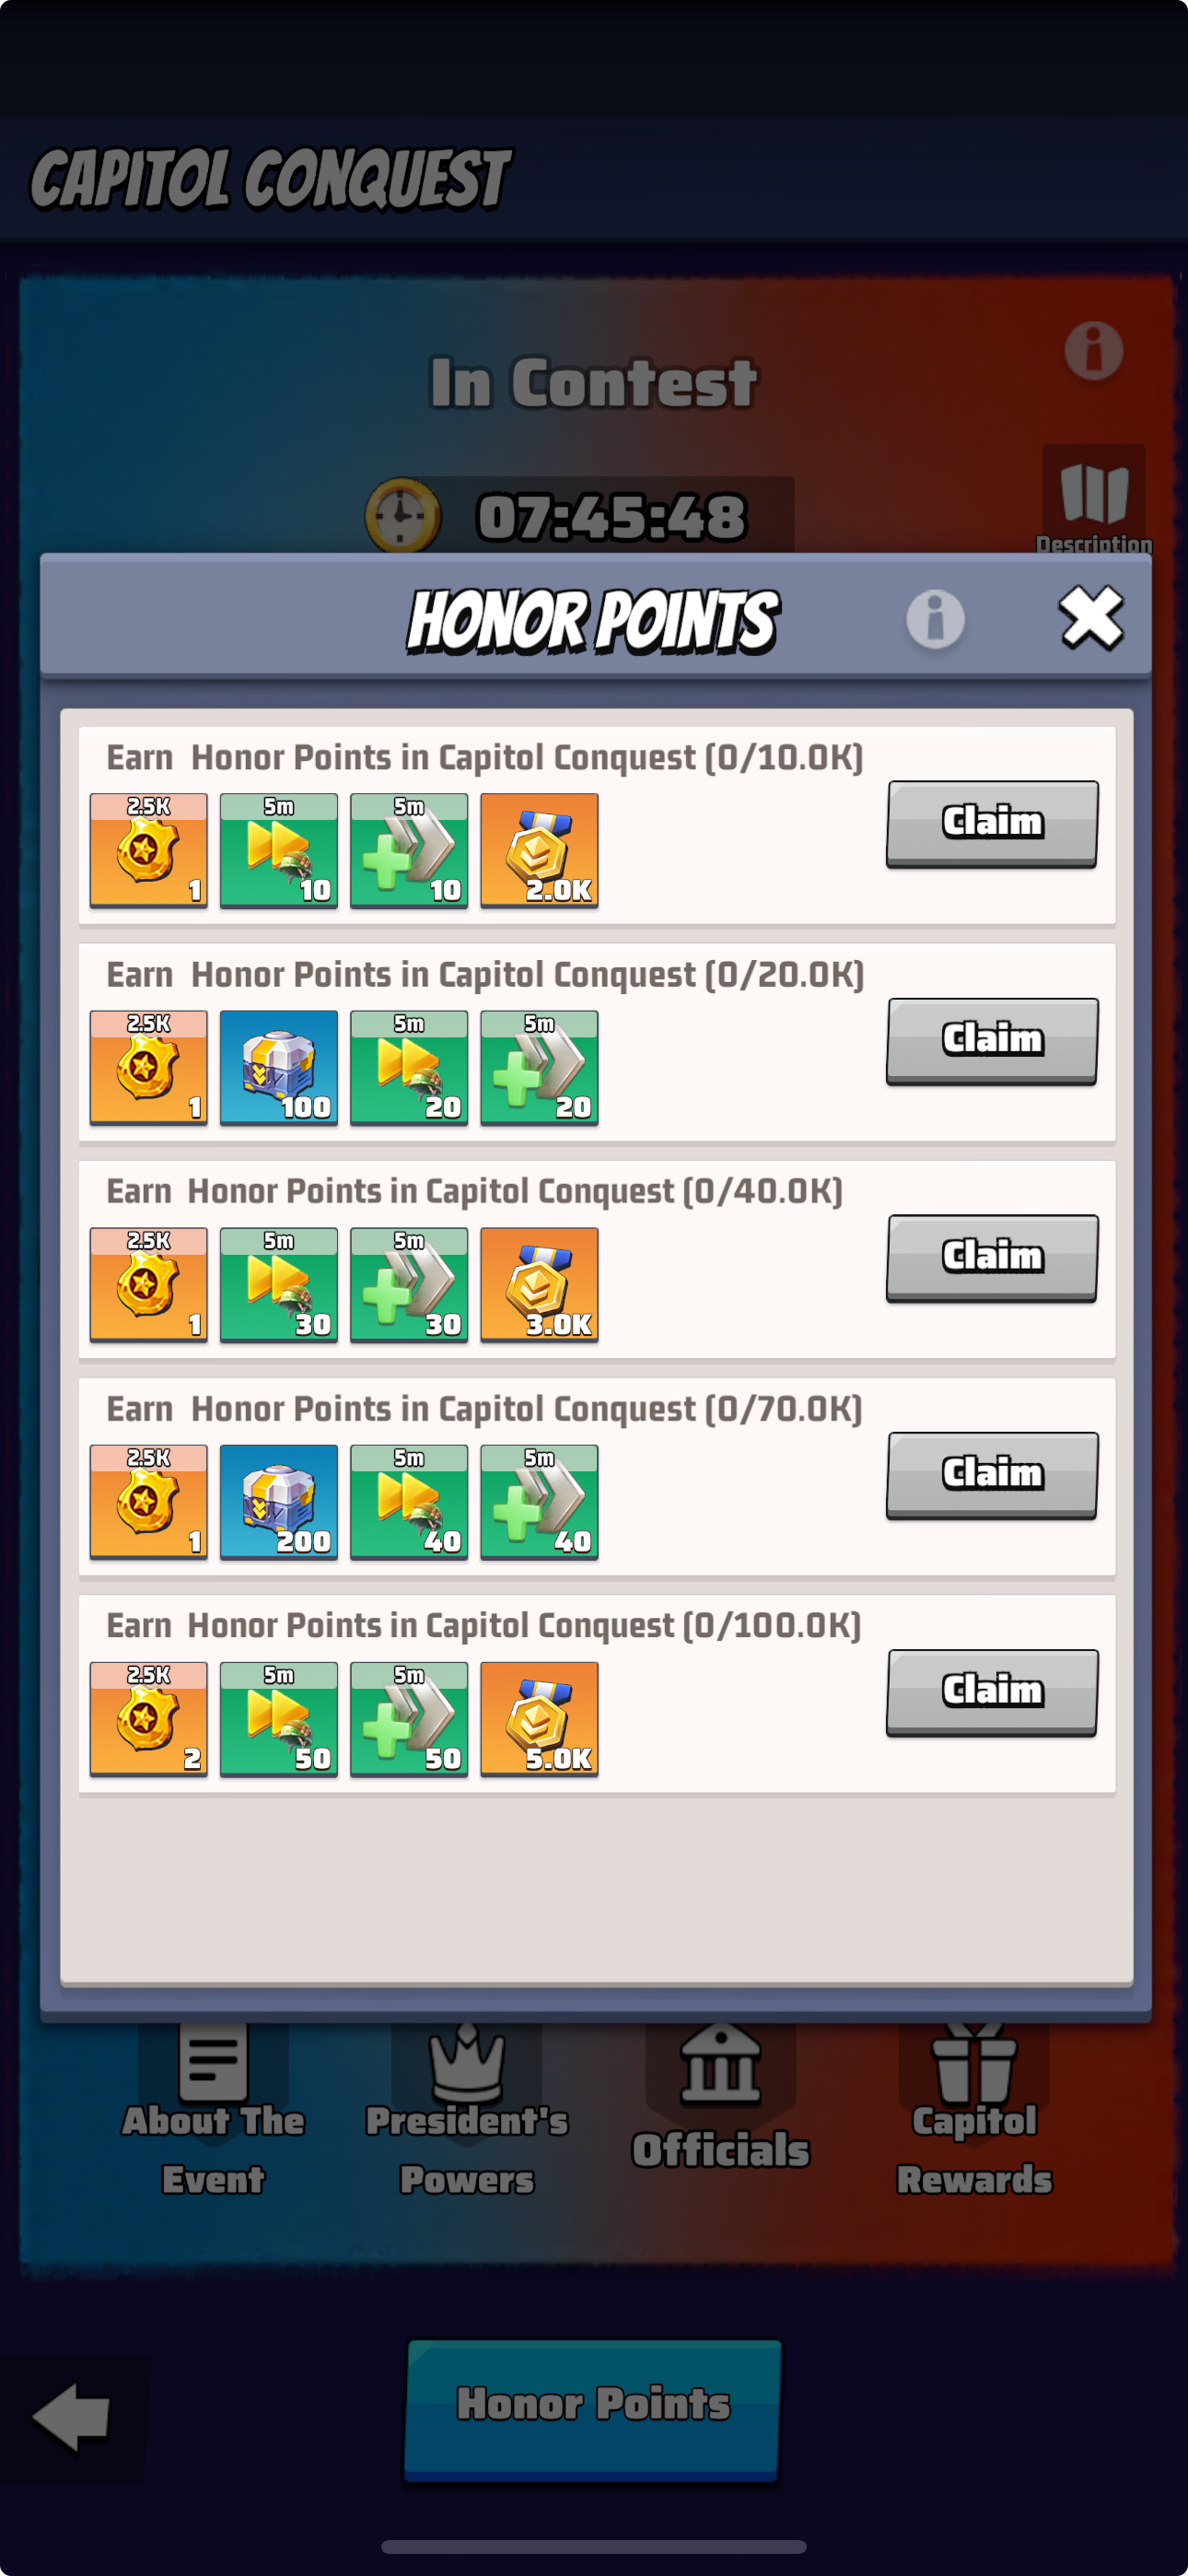 CAPITOL CONQUEST
In Contest
07:45:48
Description
HONOR POINTS
Earn Honor Points in Capitol Conquest (0/10.0K)
2.5K 5m 5m
1 10 10 2.0K
Claim
Earn Honor Points in Capitol Conquest (0/20.0K)
2.5K 5m 5m
1 100 20 20
Claim
Earn Honor Points in Capitol Conquest (0/40.0K)
2.5K 5m 5m
1 30 30 3.0K
Claim
Earn Honor Points in Capitol Conquest (0/70.0K)
2.5K 5m 5m
1 200 40 40
Claim
Earn Honor Points in Capitol Conquest (0/100.0K)
2.5K 5m 5m
2 50 50 5.0K
Claim
About The Event
President's Powers
Officials
Capitol Rewards
Honor Points